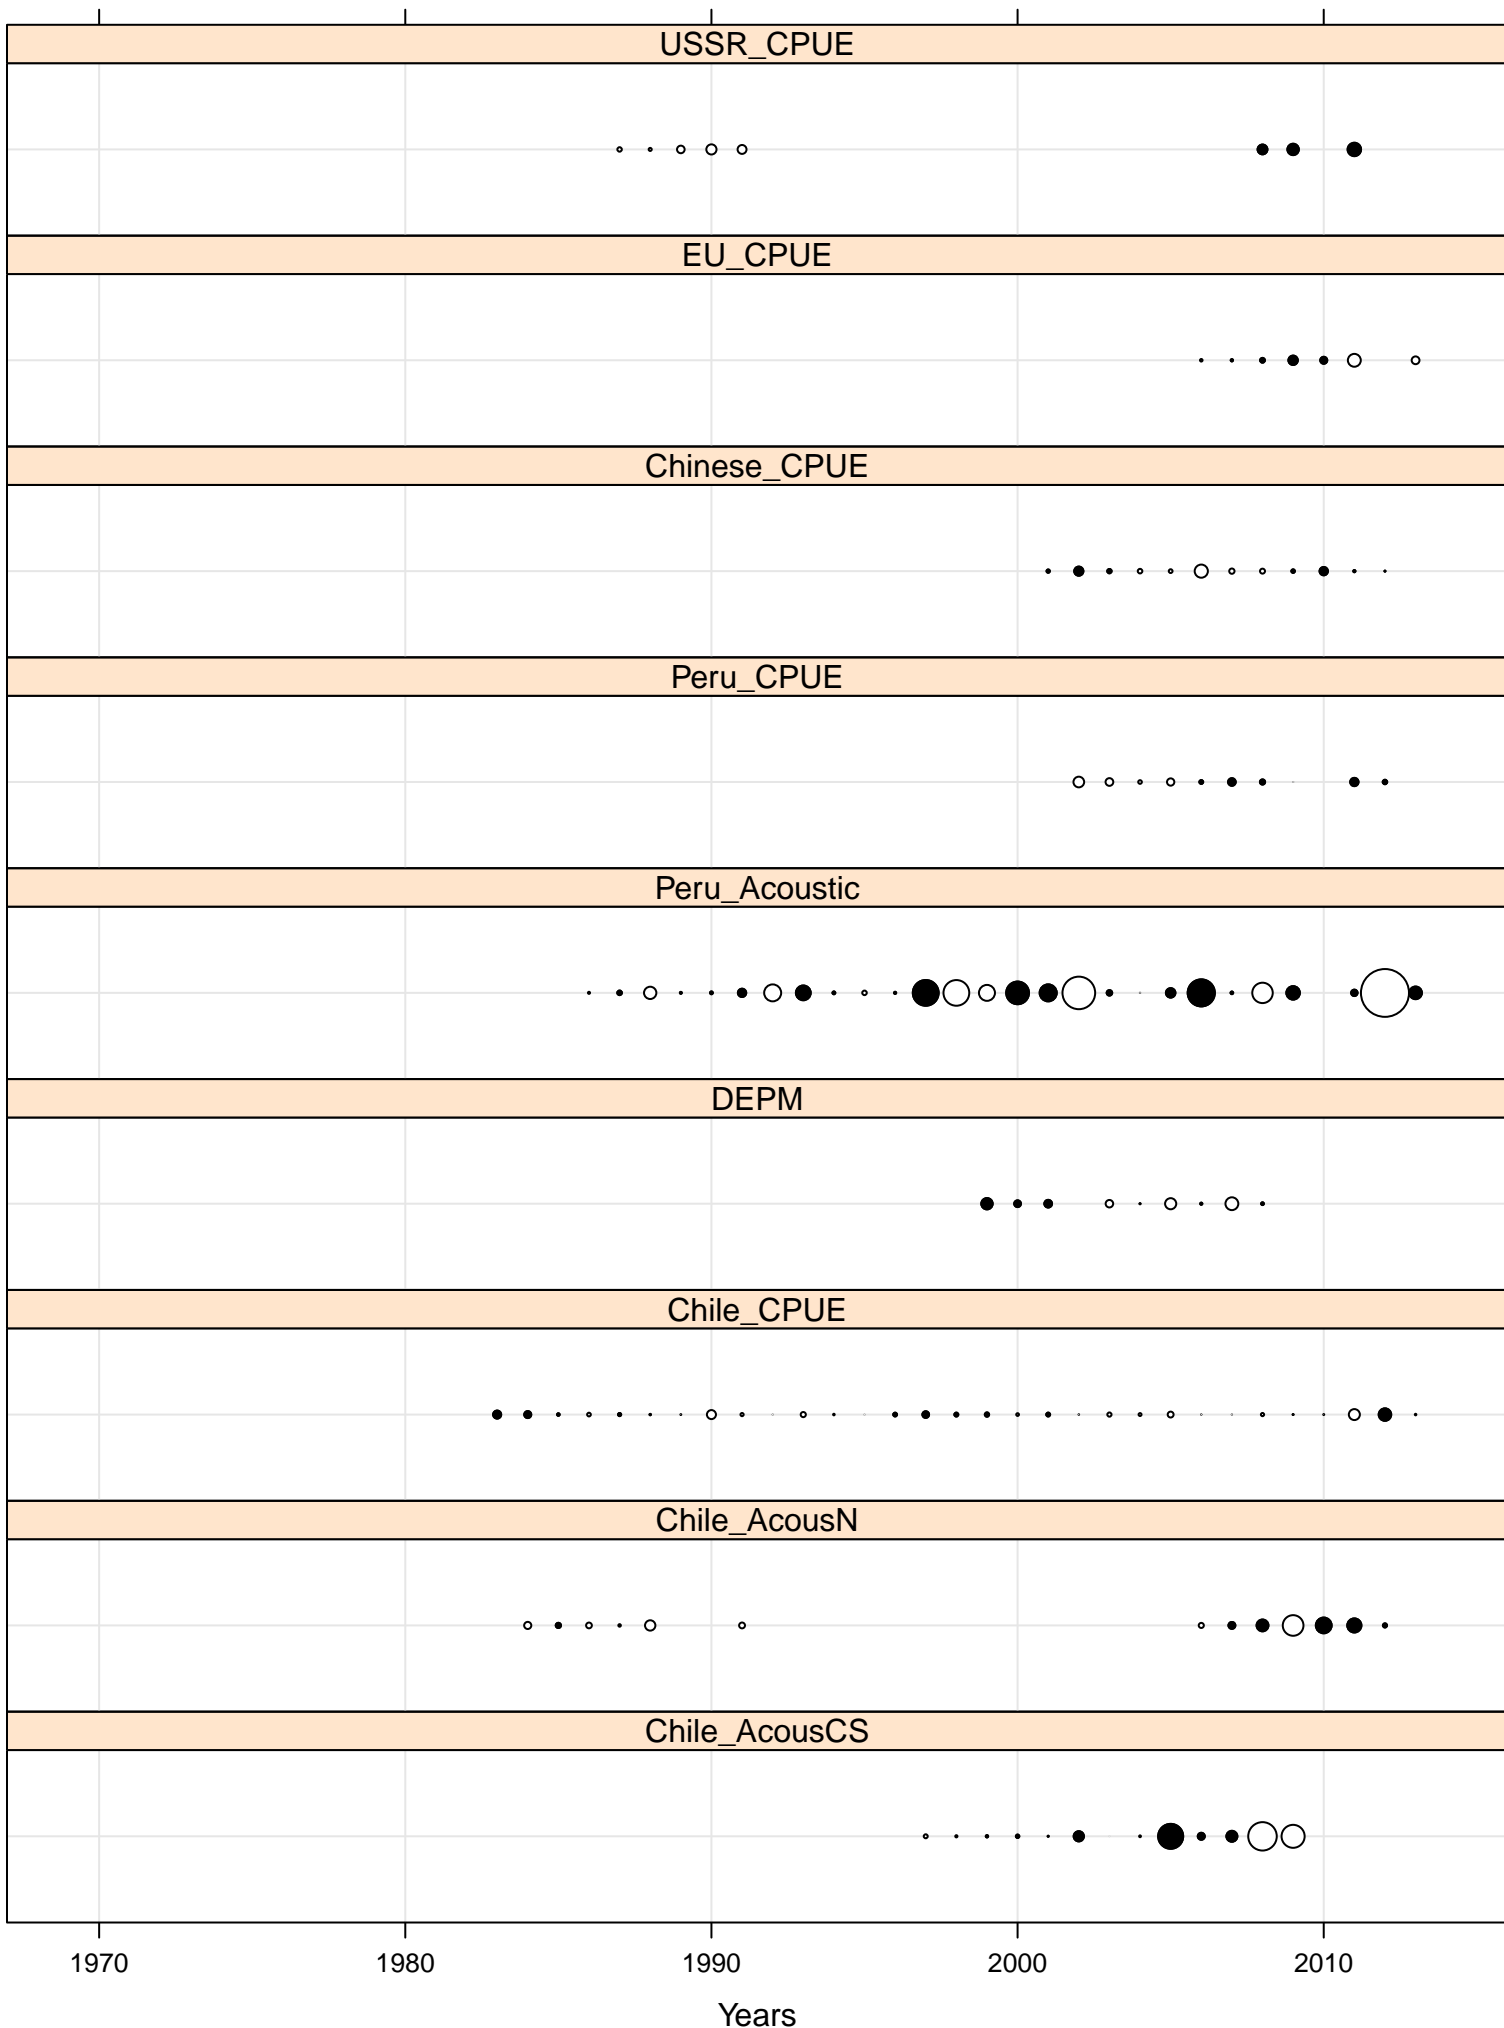 USSR_CPUE
EU_CPUE
Chinese_CPUE
Peru_CPUE
Peru_Acoustic
DEPM
Chile_CPUE
Chile_AcousN
Chile_AcousCS
1970 1980 1990 2000 2010
Years